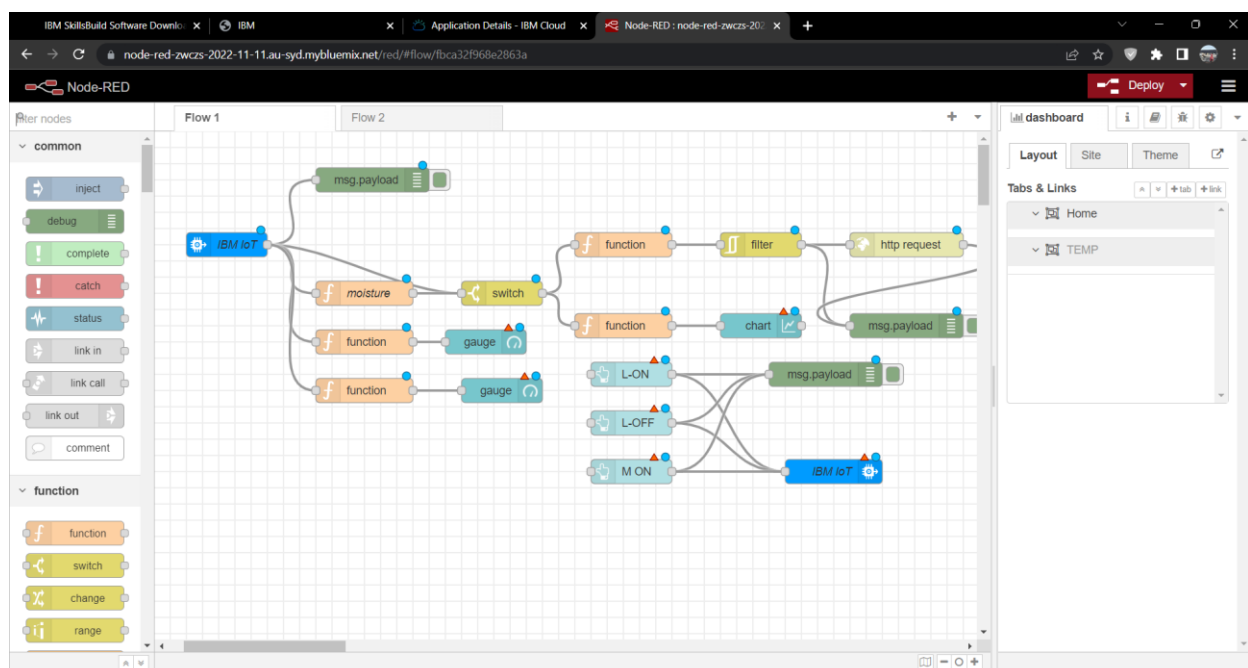 IBM SkillsBuild Software Downlo
IBM
Application Details - IBM Cloud
Node-RED : node-red-zwczs-202
node-red-zwczs-2022-11-11.au-syd.mybluemix.net/red/#flow/fbca32f968e2863a
Node-RED
Deploy
filter nodes
Flow 1
Flow 2
dashboard
common
inject
debug
complete
catch
status
link in
link call
link out
comment
function
function
switch
change
range
msg.payload
IBM IoT
function
filter
http request
moisture
switch
function
chart
msg.payload
function
gauge
function
gauge
L-ON
msg.payload
L-OFF
M ON
IBM IoT
Layout
Site
Theme
Tabs & Links
+tab
+link
Home
TEMP